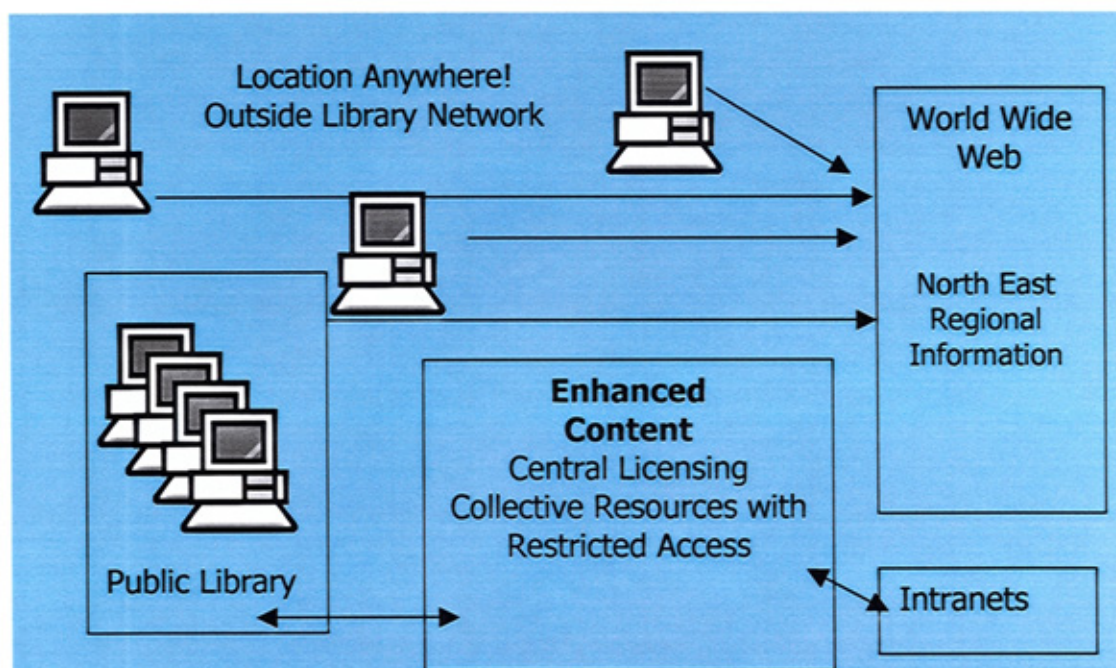 Location Anywhere!
Outside Library Network
World Wide
Web
North East
Regional
Information
Enhanced
Content
Central Licensing
Collective Resources with
Restricted Access
Public Library
Intranets